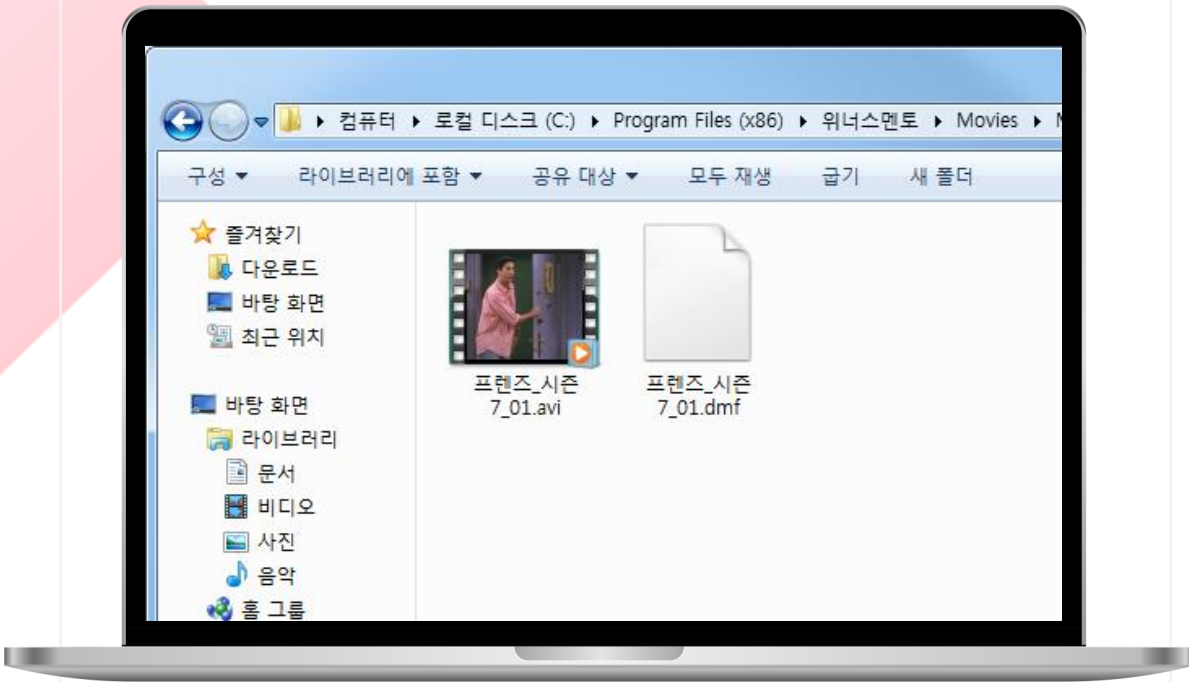 컴퓨터 로컬 디스크 (C:) Program Files (x86) 위너스멘토 Movies
구성 라이브러리에 포함 공유 대상 모두 재생 굽기 새 폴더
즐겨찾기
다운로드
바탕 화면
최근 위치
바탕 화면
라이브러리
문서
비디오
사진
음악
홈 그룹
프렌즈_시즌
7_01.avi
프렌즈_시즌
7_01.dmf